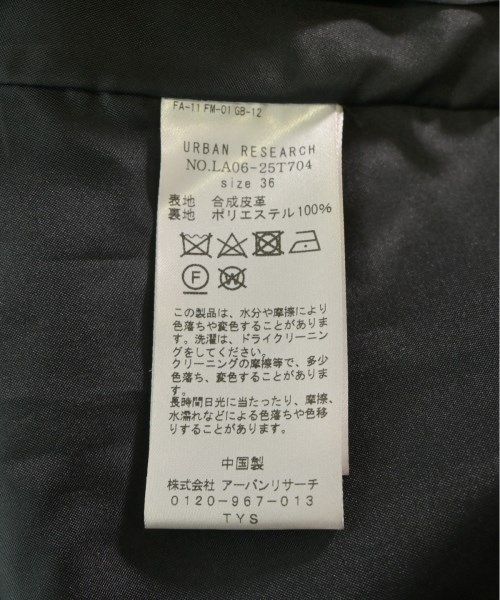 FA-11 FM-01 GB-12
URBAN RESEARCH
NO.LA06-25T704
size 36
表地 合成皮革
裏地 ポリエステル100%
F
W
この製品は、水分や摩擦により
色落ちや変色することがありま
す。洗濯は、ドライクリーニン
グをしてください。
クリーニングの摩擦等で、多少
色落ち、変色することがありま
す。
長時間日光に当たったり、摩擦、
水濡れなどによる色落ちや色移
りすることがあります。
中国製
株式会社 アーバンリサーチ
0120-967-013
TYS